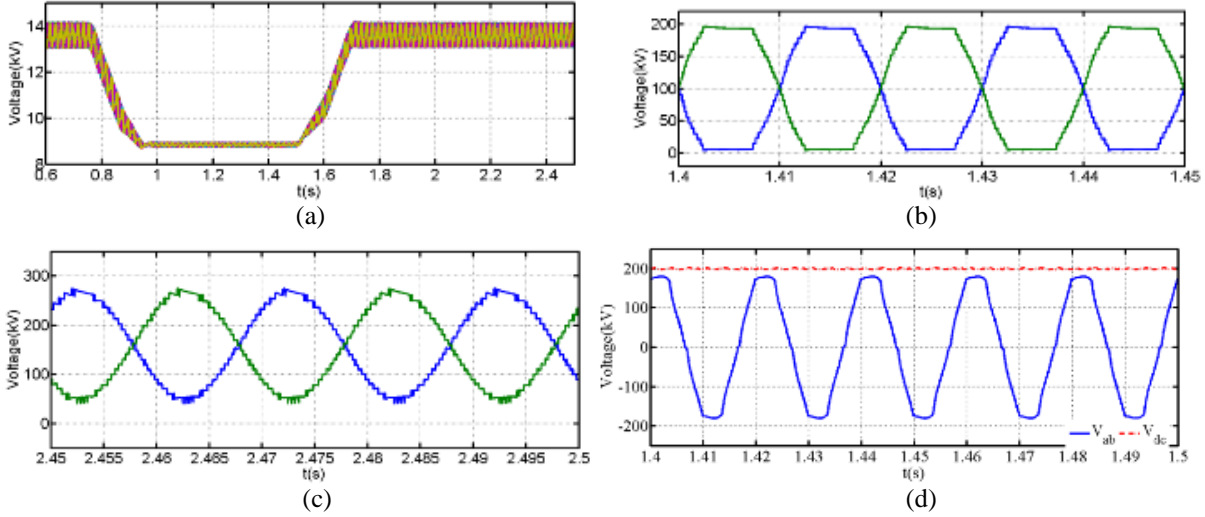 14
12
10
8
Voltage(kV)
0.6 0.8 1 1.2 1.4 1.6 1.8 2 2.2 2.4
t(s)
(a)
200
150
100
50
0
Voltage(kV)
1.4 1.41 1.42 1.43 1.44 1.45
t(s)
(b)
300
200
100
0
Voltage(kV)
2.45 2.455 2.46 2.465 2.47 2.475 2.48 2.485 2.49 2.495 2.5
t(s)
(c)
200
100
0
-100
-200
Voltage(kV)
V_ab V_dc
1.4 1.41 1.42 1.43 1.44 1.45 1.46 1.47 1.48 1.49 1.5
t(s)
(d)